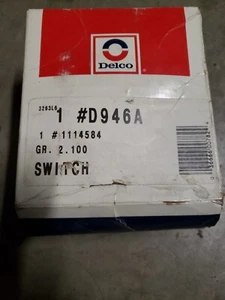 Delco
3263L6
1 #D946A
1 #1114584
GR. 2.100
SWITCH